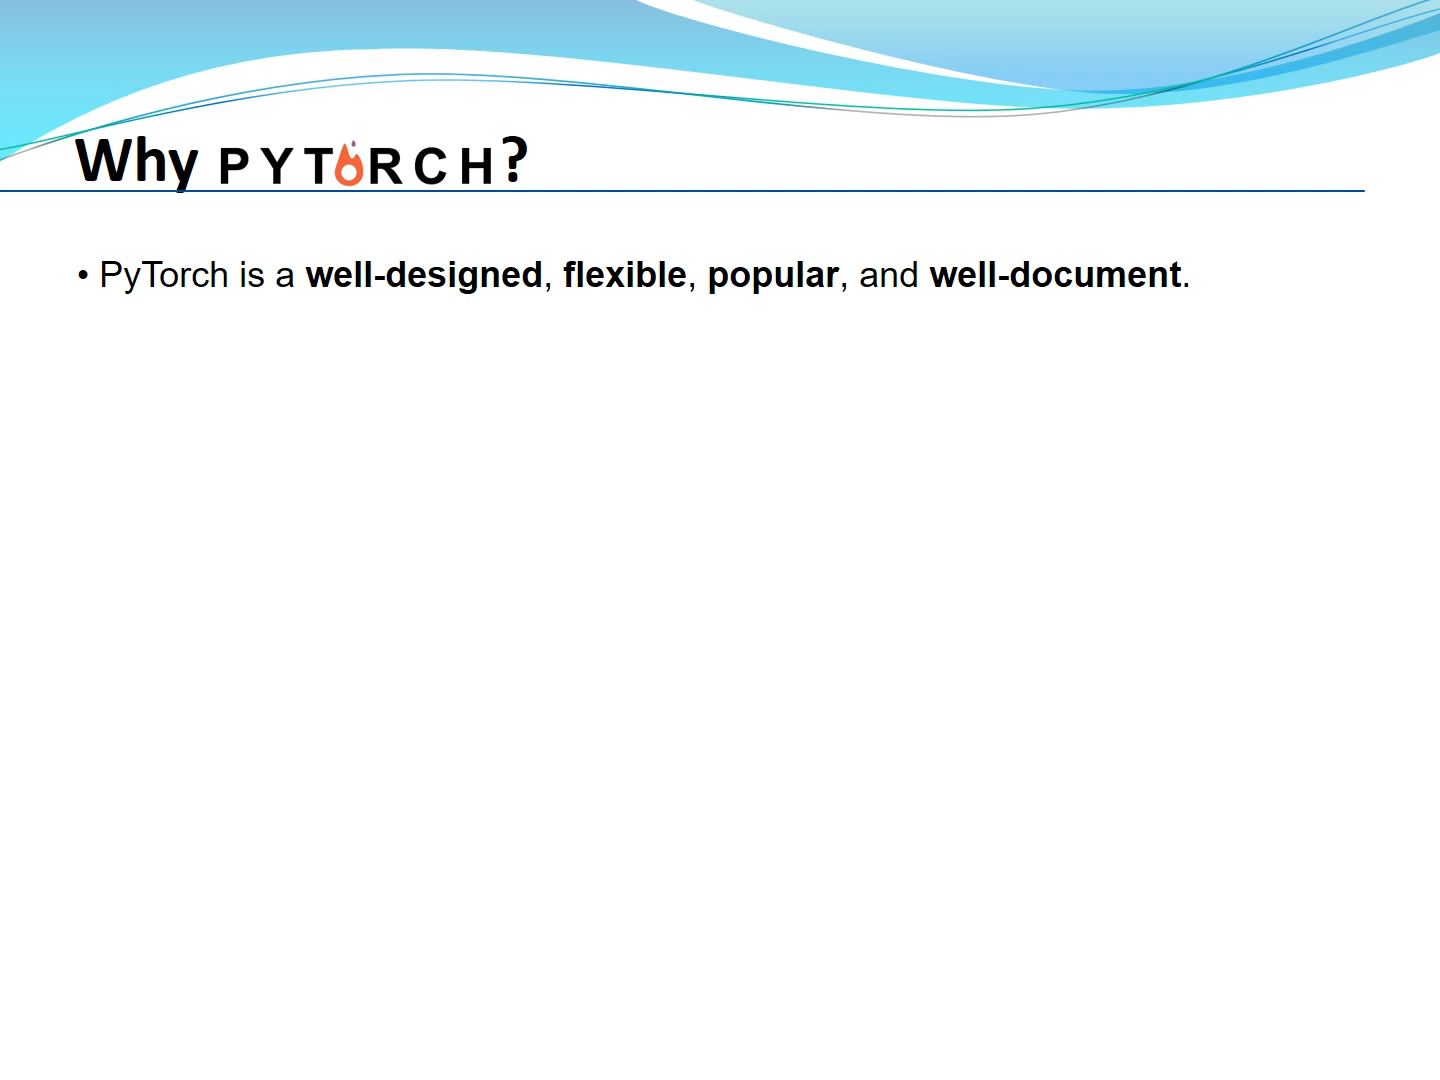 Why PYTORCH?
• PyTorch is a well-designed, flexible, popular, and well-document.